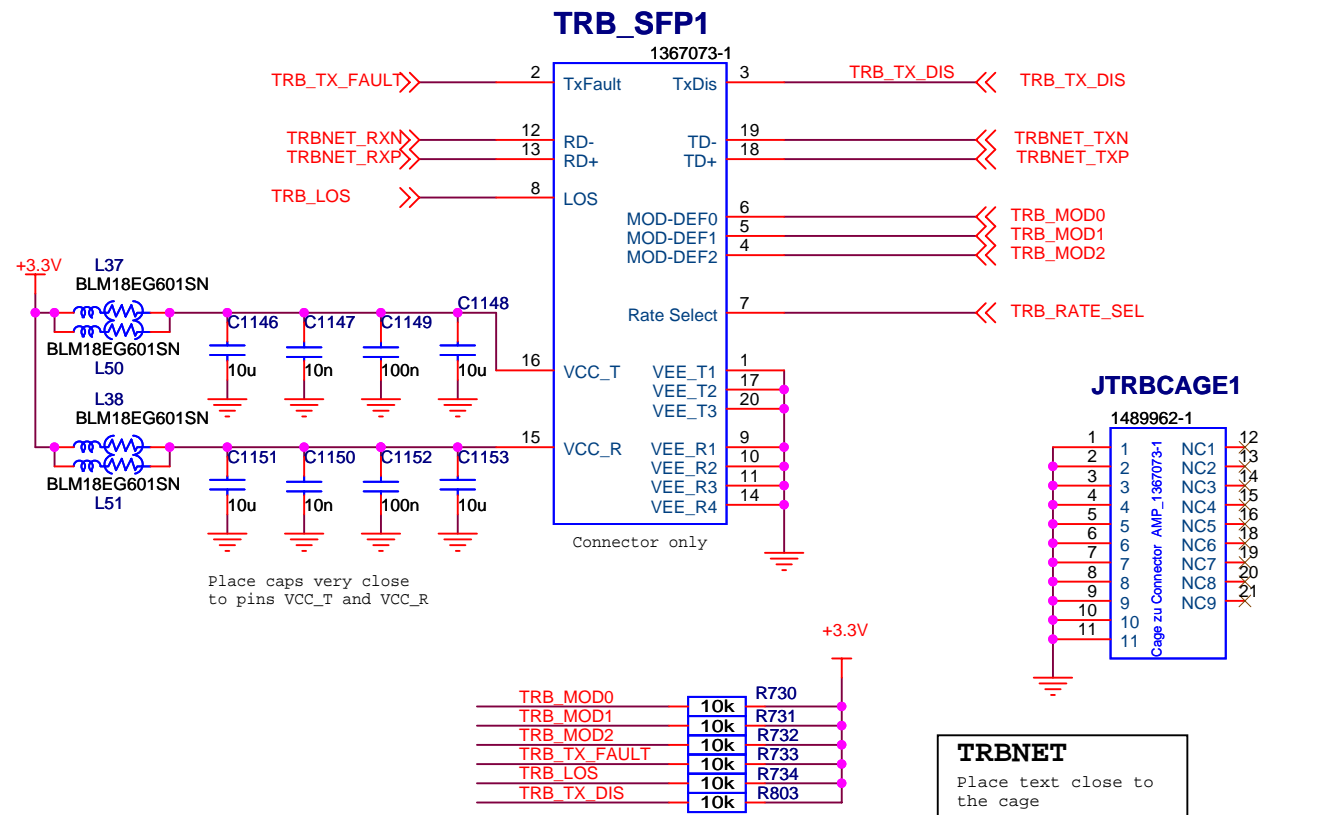 TRB_SFP1
1367073-1
TRB_TX_FAULT 2 TxFault TxDis 3 TRB_TX_DIS TRB_TX_DIS
TRBNET_RXN 12 RD- TD- 19 TRBNET_TXN
TRBNET_RXP 13 RD+ TD+ 18 TRBNET_TXP
TRB_LOS 8 LOS
MOD-DEF0 6 TRB_MOD0
MOD-DEF1 5 TRB_MOD1
MOD-DEF2 4 TRB_MOD2
Rate Select 7 TRB_RATE_SEL
+3.3V
L37
BLM18EG601SN
BLM18EG601SN
L50
C1146 C1147 C1149 C1148
10u 10n 100n 10u
16 VCC_T VEE_T1 1
VEE_T2 17
VEE_T3 20
L38
BLM18EG601SN
BLM18EG601SN
L51
C1151 C1150 C1152 C1153
10u 10n 100n 10u
15 VCC_R VEE_R1 9
VEE_R2 10
VEE_R3 11
VEE_R4 14
Connector only
Place caps very close
to pins VCC_T and VCC_R
JTRBCAGE1
1489962-1
1 1 NC1 12
2 2 NC2 13
3 3 NC3 14
4 4 NC4 15
5 5 NC5 16
6 6 NC6 18
7 7 NC7 19
8 8 NC8 20
9 9 NC9 21
10 10
11 11
Cage zu Connector AMP_1367073-1
+3.3V
TRB_MOD0 10k R730
TRB_MOD1 10k R731
TRB_MOD2 10k R732
TRB_TX_FAULT 10k R733
TRB_LOS 10k R734
TRB_TX_DIS 10k R803
TRBNET
Place text close to
the cage